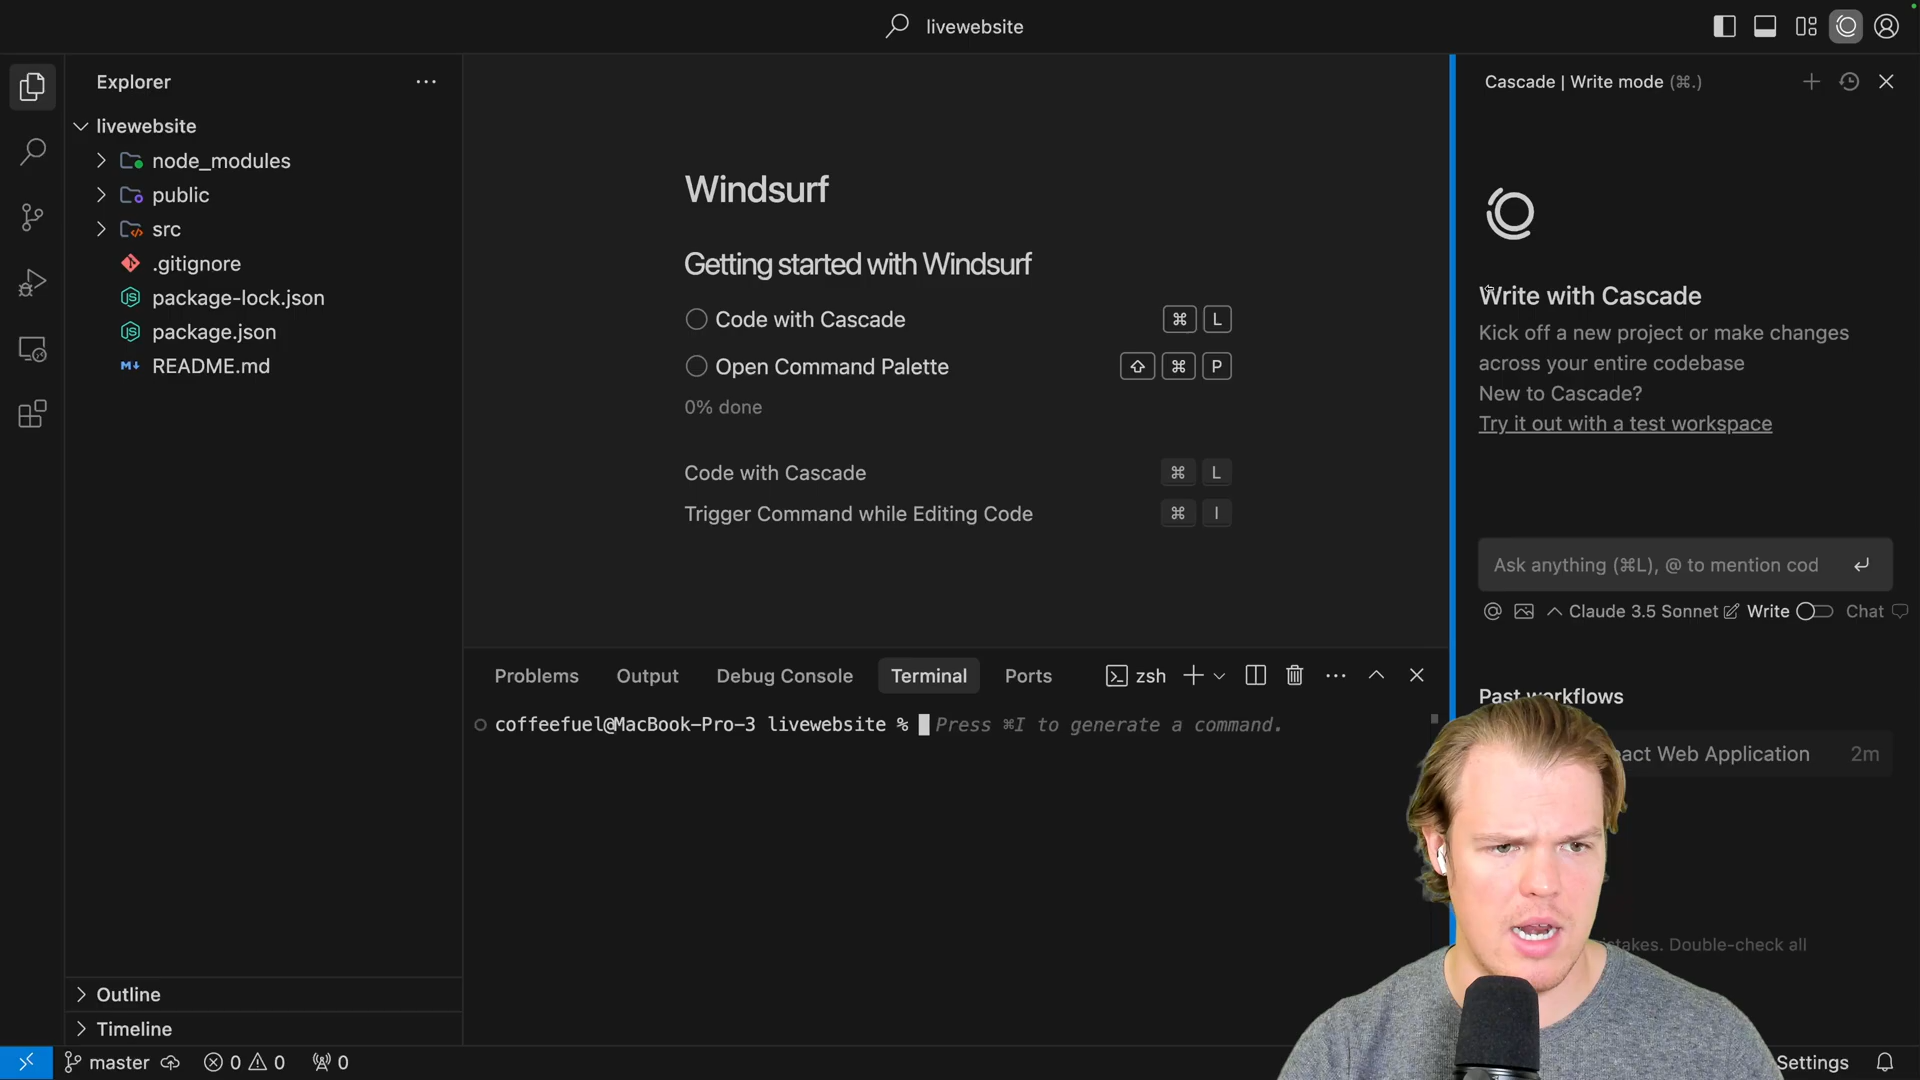 livewebsite
Explorer
livewebsite
node_modules
public
src
.gitignore
package-lock.json
package.json
README.md
Outline
Timeline
Windsurf
Getting started with Windsurf
Code with Cascade ⌘ L
Open Command Palette ⇧ ⌘ P
0% done
Code with Cascade ⌘ L
Trigger Command while Editing Code ⌘ I
Problems Output Debug Console Terminal Ports zsh
coffeefuel@MacBook-Pro-3 livewebsite % Press ⌘I to generate a command.
Cascade | Write mode (⌘.)
Write with Cascade
Kick off a new project or make changes
across your entire codebase
New to Cascade?
Try it out with a test workspace
Ask anything (⌘L), @ to mention cod
Claude 3.5 Sonnet Write Chat
Past workflows
Web Application 2m
Double-check all
master 0 0 0
Settings